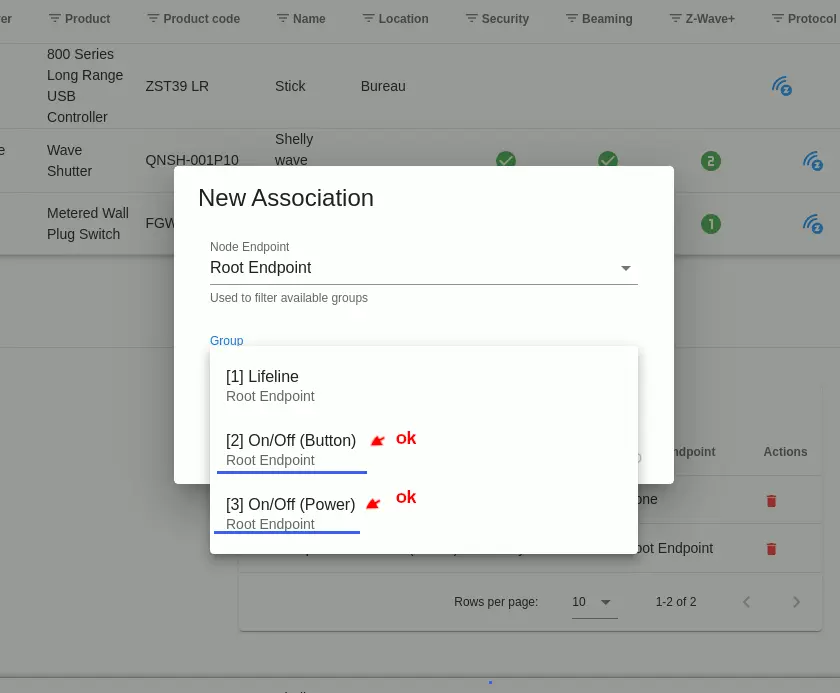 er Product Product code Name Location Security Beaming Z-Wave+ Protocol
800 Series
Long Range
USB
Controller
ZST39 LR Stick Bureau
e
Wave
Shutter
QNSH-001P10
Shelly
wave
2
Metered Wall
Plug Switch
FGW
1
New Association
Node Endpoint
Root Endpoint
Used to filter available groups
Group
[1] Lifeline
Root Endpoint
[2] On/Off (Button) ok
Root Endpoint
[3] On/Off (Power) ok
Root Endpoint
ndpoint Actions
one
oot Endpoint
Rows per page: 10 1-2 of 2